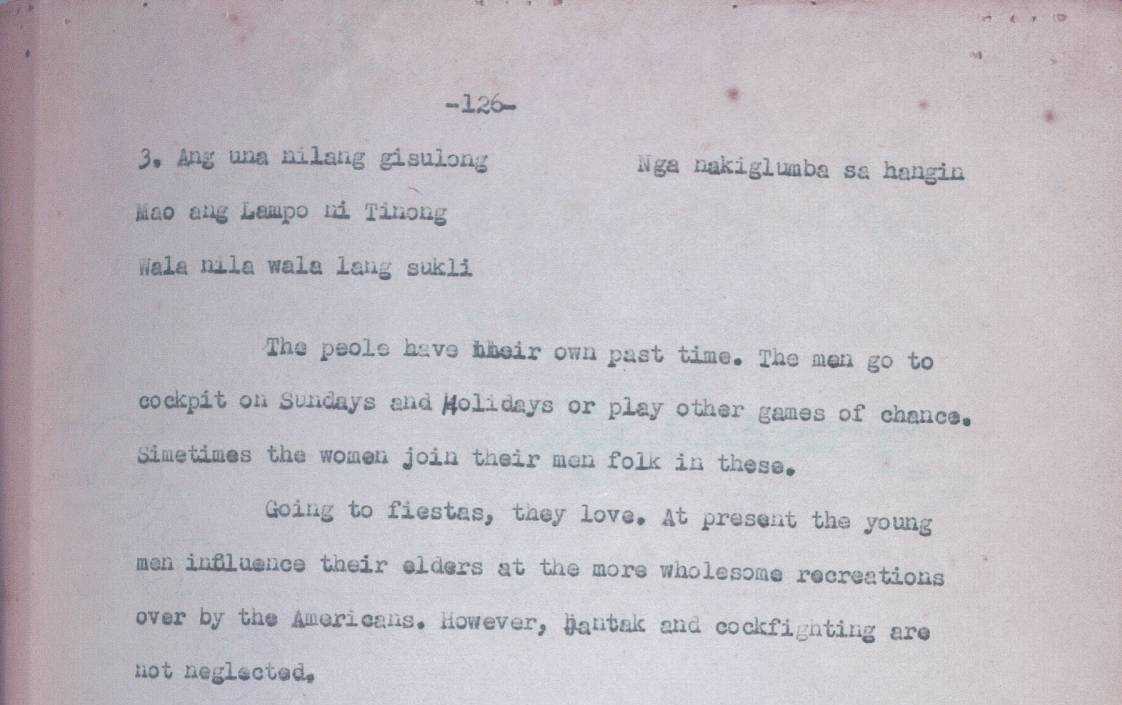 -126-
3. Ang una nilang gisulong Nga nakiglumba sa hangin
Mao ang Lampo ni Tinong
Wala nila wala lang sukli
The peole have their own past time. The men go to
cockpit on Sundays and Holidays or play other games of chance.
Simetimes the women join their men folk in these.
Going to fiestas, they love. At present the young
men influence their elders at the more wholesome recreations
over by the Americans. However, hantak and cockfighting are
not neglected.